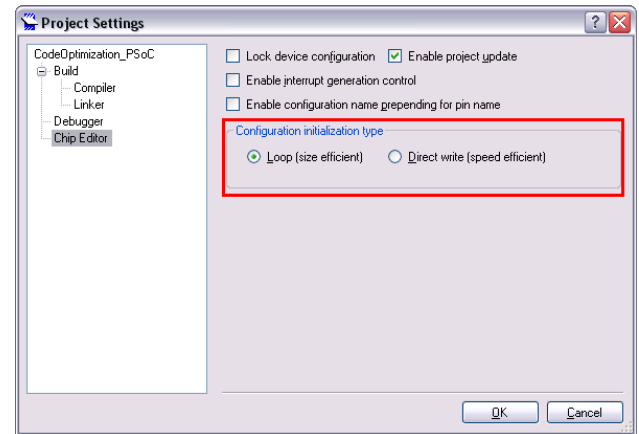 Project Settings
CodeOptimization_PSoC
Build
Compiler
Linker
Debugger
Chip Editor
Lock device configuration Enable project update
Enable interrupt generation control
Enable configuration name prepending for pin name
Configuration initialization type
Loop (size efficient) Direct write (speed efficient)
OK Cancel